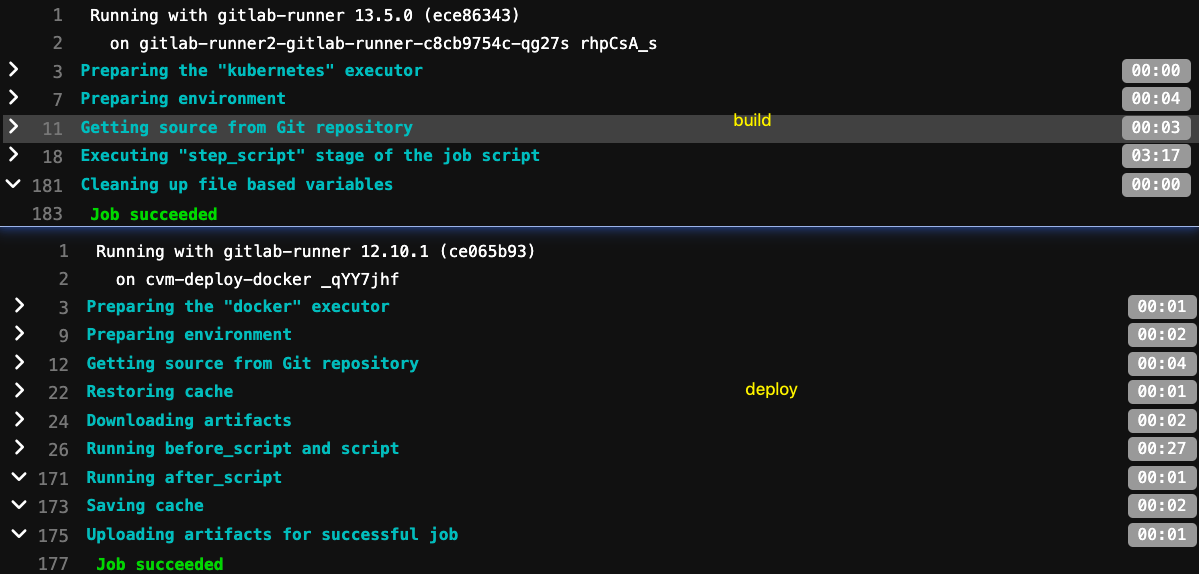 1 Running with gitlab-runner 13.5.0 (ece86343)
2 on gitlab-runner2-gitlab-runner-c8cb9754c-qg27s rhpCsA_s
3 Preparing the "kubernetes" executor 00:00
7 Preparing environment 00:04
11 Getting source from Git repository build 00:03
18 Executing "step_script" stage of the job script 03:17
181 Cleaning up file based variables 00:00
183 Job succeeded
1 Running with gitlab-runner 12.10.1 (ce065b93)
2 on cvm-deploy-docker _qYY7jhf
3 Preparing the "docker" executor 00:01
9 Preparing environment 00:02
12 Getting source from Git repository 00:04
22 Restoring cache deploy 00:01
24 Downloading artifacts 00:02
26 Running before_script and script 00:27
171 Running after_script 00:01
173 Saving cache 00:02
175 Uploading artifacts for successful job 00:01
177 Job succeeded